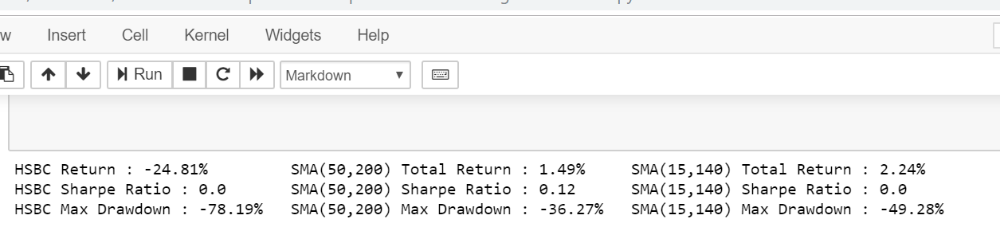 w Insert Cell Kernel Widgets Help
Run Markdown
HSBC Return : -24.81% SMA(50,200) Total Return : 1.49% SMA(15,140) Total Return : 2.24%
HSBC Sharpe Ratio : 0.0 SMA(50,200) Sharpe Ratio : 0.12 SMA(15,140) Sharpe Ratio : 0.0
HSBC Max Drawdown : -78.19% SMA(50,200) Max Drawdown : -36.27% SMA(15,140) Max Drawdown : -49.28%